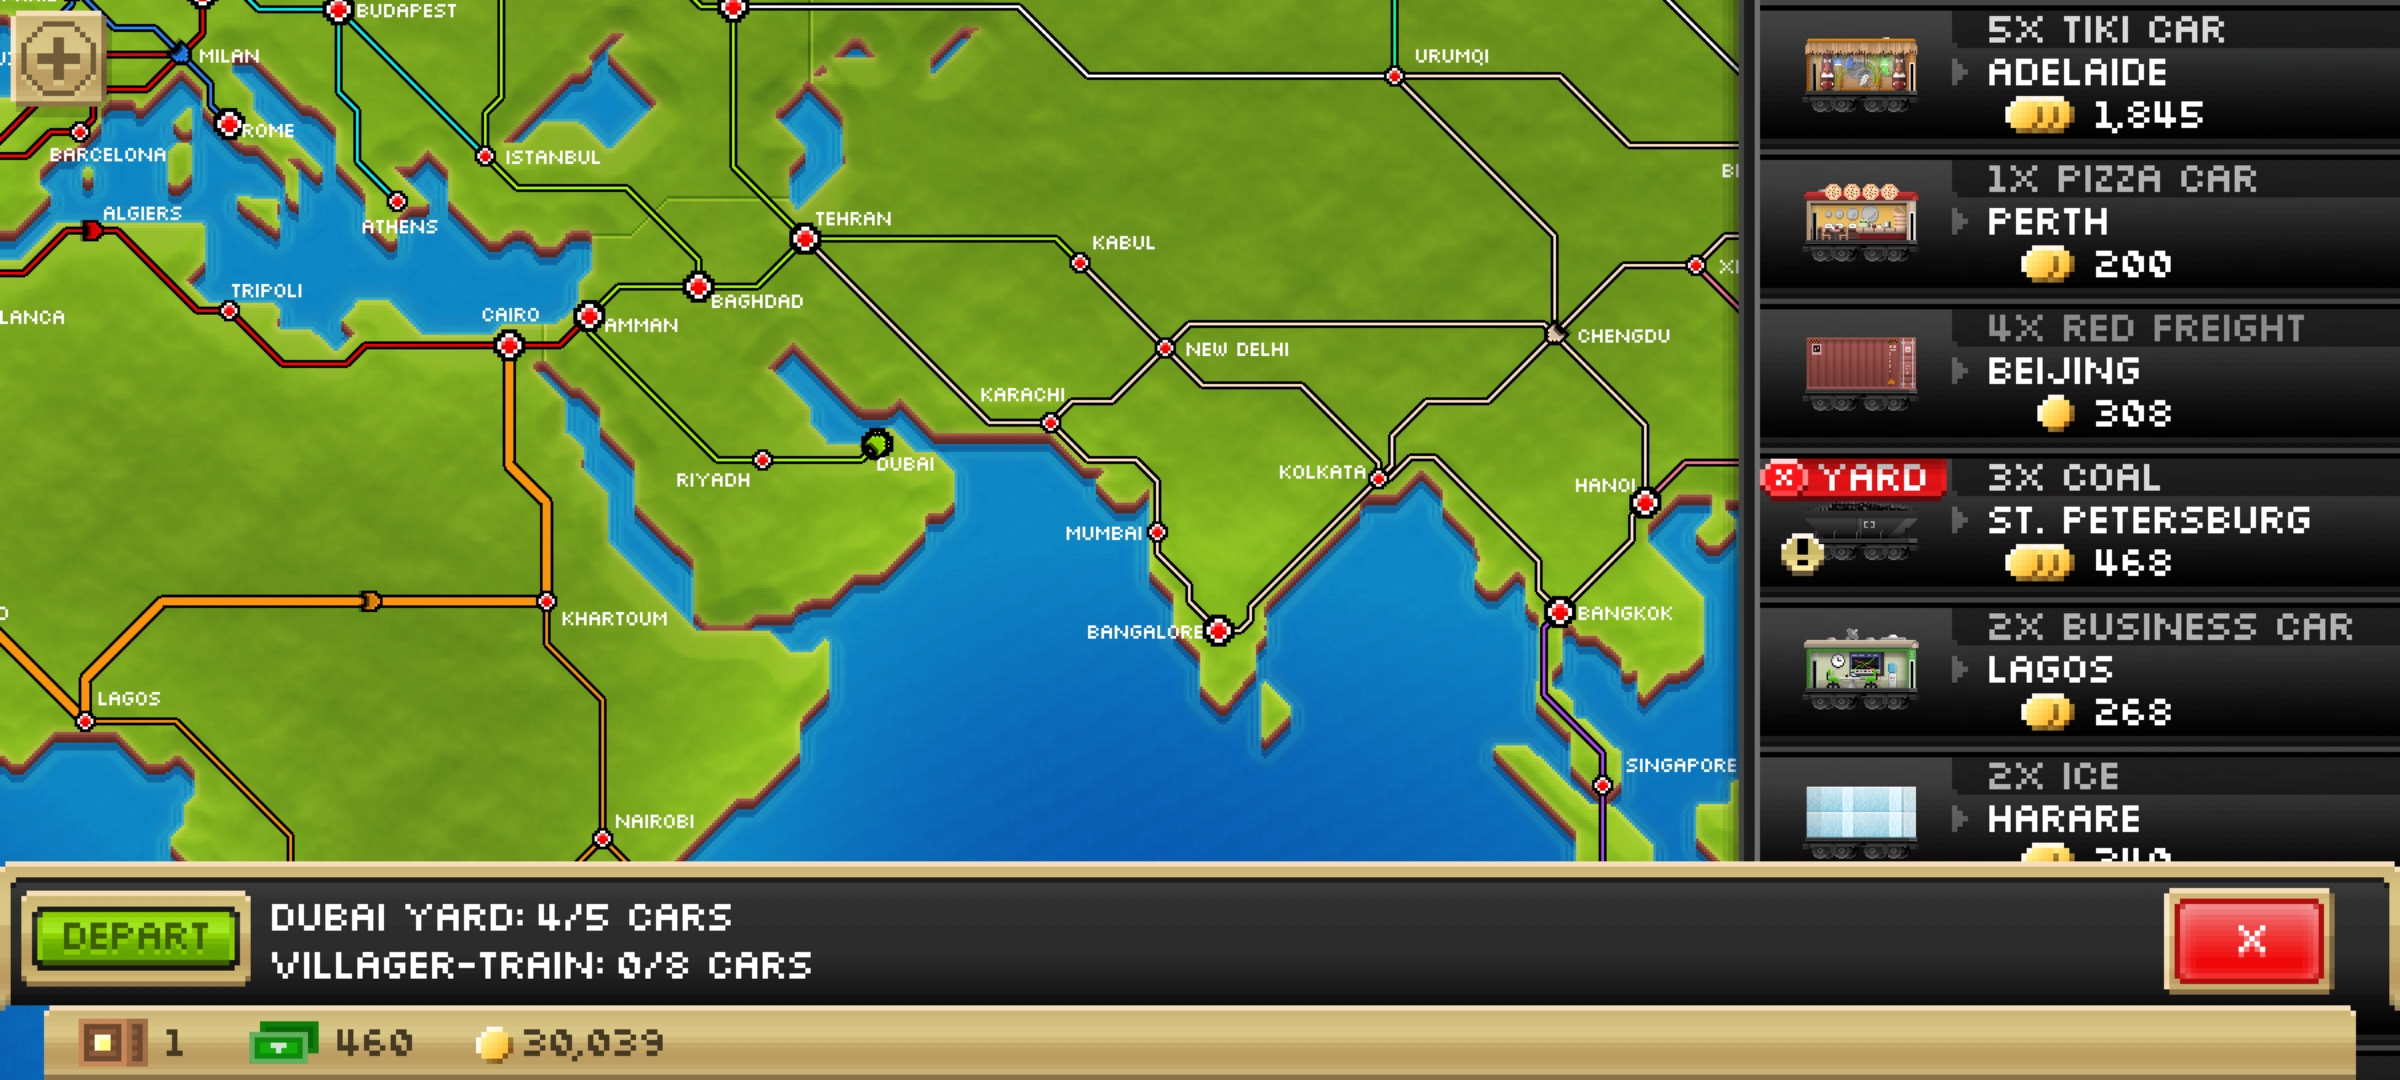 BUDAPEST
MILAN
URUMQI
ROME
BARCELONA
ISTANBUL
ALGIERS
ATHENS
TEHRAN
KABUL
TRIPOLI
BAGHDAD
LANCA
CAIRO
AMMAN
CHENGDU
NEW DELHI
KARACHI
DUBAI
RIYADH
KOLKATA
HANOI
MUMBAI
KHARTOUM
BANGALORE
BANGKOK
LAGOS
SINGAPORE
NAIROBI
5X TIKI CAR
ADELAIDE
1,845
1X PIZZA CAR
PERTH
200
4X RED FREIGHT
BEIJING
308
YARD
3X COAL
ST. PETERSBURG
468
2X BUSINESS CAR
LAGOS
268
2X ICE
HARARE
DEPART
DUBAI YARD: 4/5 CARS
VILLAGER-TRAIN: 0/8 CARS
X
1
460
30,039